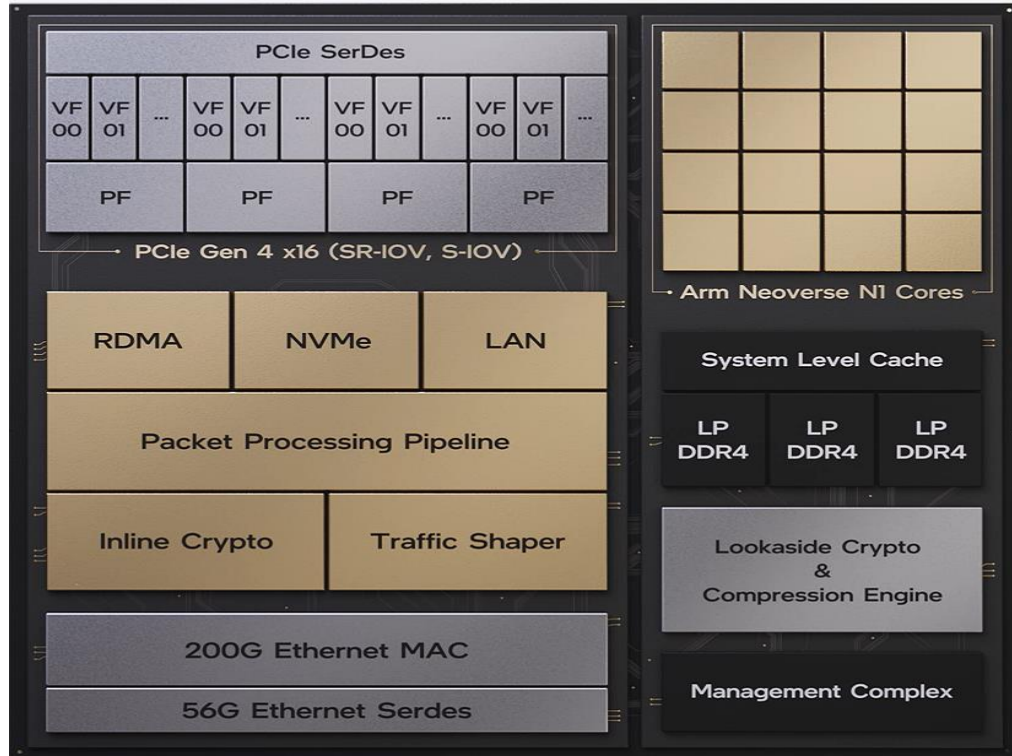 PCIe SerDes
VF
00
VF
01
...
VF
00
VF
01
...
VF
00
VF
01
...
VF
00
VF
01
...
PF
PF
PF
PF
PCIe Gen 4 x16 (SR-IOV, S-IOV)
RDMA
NVMe
LAN
Packet Processing Pipeline
Inline Crypto
Traffic Shaper
200G Ethernet MAC
56G Ethernet Serdes
Arm Neoverse N1 Cores
System Level Cache
LP
DDR4
LP
DDR4
LP
DDR4
Lookaside Crypto
&
Compression Engine
Management Complex